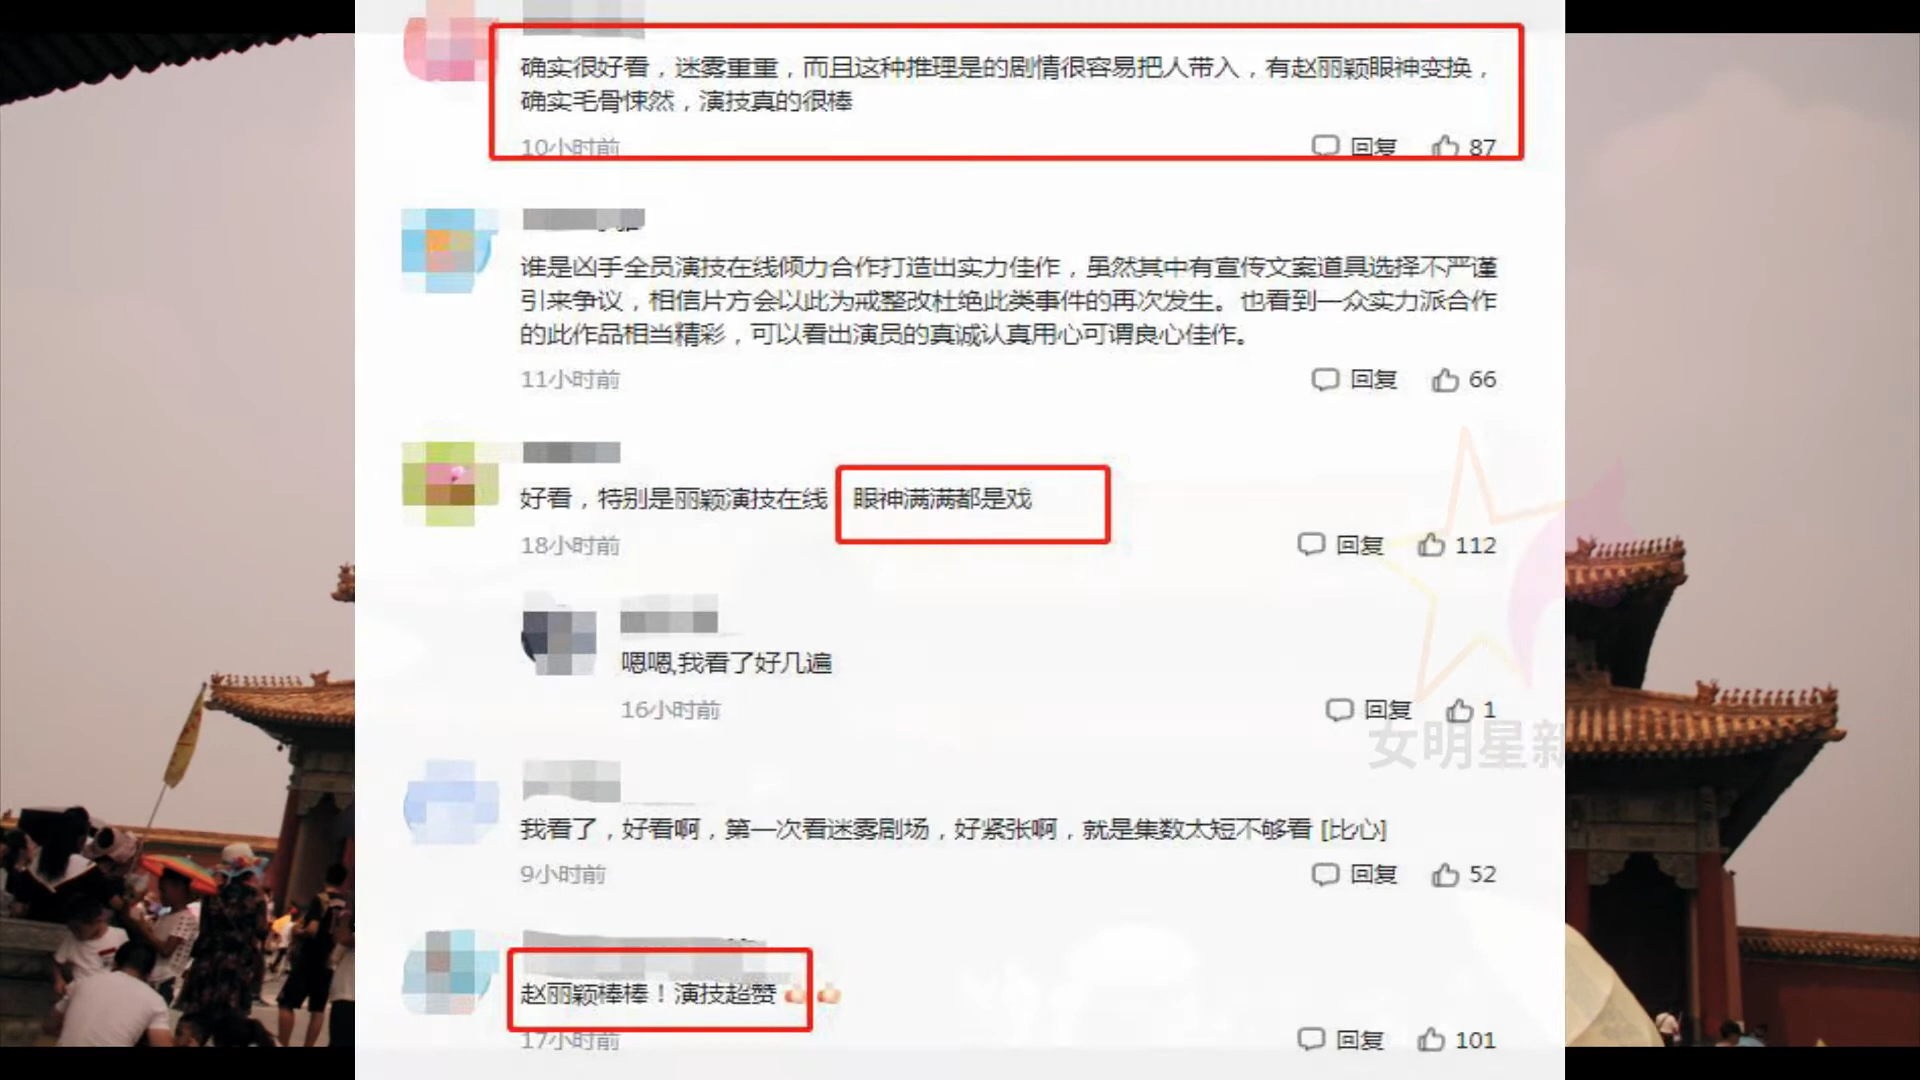 确实很好看，迷雾重重，而且这种推理是的剧情很容易把人带入，有赵丽颖眼神变换，
确实毛骨悚然，演技真的很棒
10小时前 回复 87
谁是凶手全员演技在线倾力合作打造出实力佳作，虽然其中有宣传文案道具选择不严谨
引来争议，相信片方会以此为戒整改杜绝此类事件的再次发生。也看到一众实力派合作
的此作品相当精彩，可以看出演员的真诚认真用心可谓良心佳作。
11小时前 回复 66
好看，特别是丽颖演技在线 眼神满满都是戏
18小时前 回复 112
嗯嗯,我看了好几遍
16小时前 回复 1
女明星新
我看了，好看啊，第一次看迷雾剧场，好紧张啊，就是集数太短不够看 [比心]
9小时前 回复 52
赵丽颖棒棒！演技超赞👍👍
17小时前 回复 101